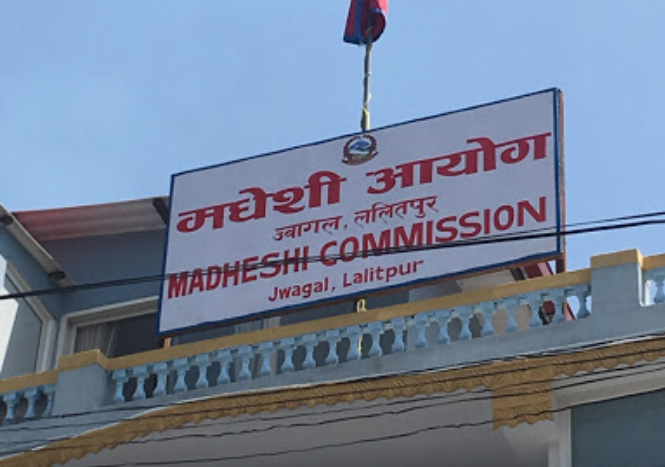 मधेशी आयोग
ज्वागल, ललितपुर
MADHESHI COMMISSION
Jwagal, Lalitpur